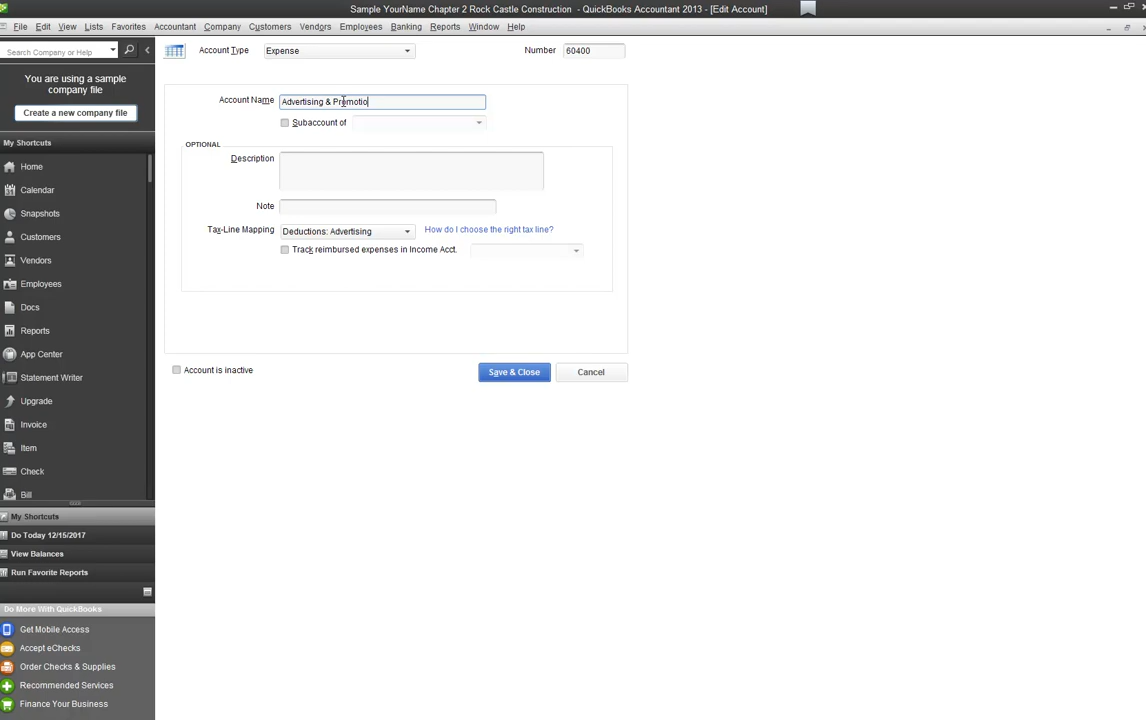 Sample YourName Chapter 2 Rock Castle Construction - QuickBooks Accountant 2013 - [Edit Account]
File Edit View Lists Favorites Accountant Company Customers Vendors Employees Banking Reports Window Help
Search Company or Help
Account Type Expense Number 60400
You are using a sample
company file
Create a new company file
My Shortcuts
Home
Calendar
Snapshots
Customers
Vendors
Employees
Docs
Reports
App Center
Statement Writer
Upgrade
Invoice
Item
Check
Bill
My Shortcuts
Do Today 12/15/2017
View Balances
Run Favorite Reports
Do More With QuickBooks
Get Mobile Access
Accept eChecks
Order Checks & Supplies
Recommended Services
Finance Your Business
Account Name Advertising & Promotio
Subaccount of
OPTIONAL
Description
Note
Tax-Line Mapping Deductions: Advertising How do I choose the right tax line?
Track reimbursed expenses in Income Acct.
Account is inactive
Save & Close Cancel